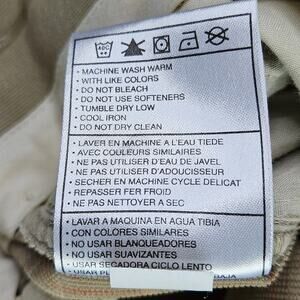 40C
• MACHINE WASH WARM
• WITH LIKE COLORS
• DO NOT BLEACH
• DO NOT USE SOFTENERS
• TUMBLE DRY LOW
• COOL IRON
• DO NOT DRY CLEAN
• LAVER EN MACHINE A L'EAU TIEDE
• AVEC COULEURS SIMILAIRES
• NE PAS UTILISER D'EAU DE JAVEL
• NE PAS UTILISER D'ADOUCISSEUR
• SECHER EN MACHINE CYCLE DELICAT
• REPASSER FER FROID
• NE PAS NETTOYER A SEC
• LAVAR A MAQUINA EN AGUA TIBIA
• CON COLORES SIMILARES
• NO USAR BLANQUEADORES
• NO USAR SUAVIZANTES
• USAR SECADORA CICLO LENTO
• USAR BAJA